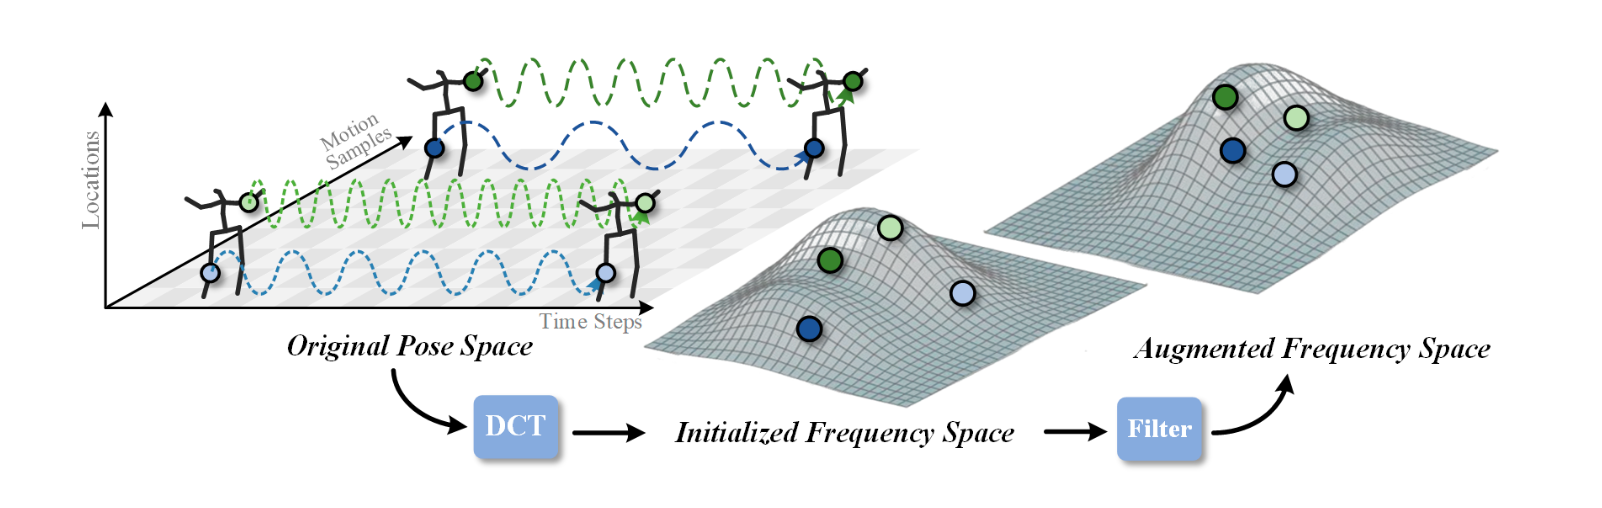 Locations
Motion
Samples
Time Steps
Original Pose Space
DCT
Initialized Frequency Space
Filter
Augmented Frequency Space